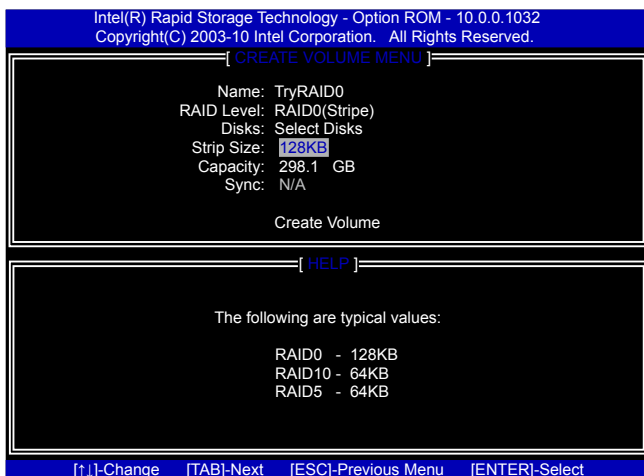 Intel(R) Rapid Storage Technology - Option ROM - 10.0.0.1032
Copyright(C) 2003-10 Intel Corporation. All Rights Reserved.
[ CREATE VOLUME MENU ]
Name: TryRAID0
RAID Level: RAID0(Stripe)
Disks: Select Disks
Strip Size: 128KB
Capacity: 298.1 GB
Sync: N/A
Create Volume
[ HELP ]
The following are typical values:
RAID0 - 128KB
RAID10 - 64KB
RAID5 - 64KB
[↑↓]-Change [TAB]-Next [ESC]-Previous Menu [ENTER]-Select